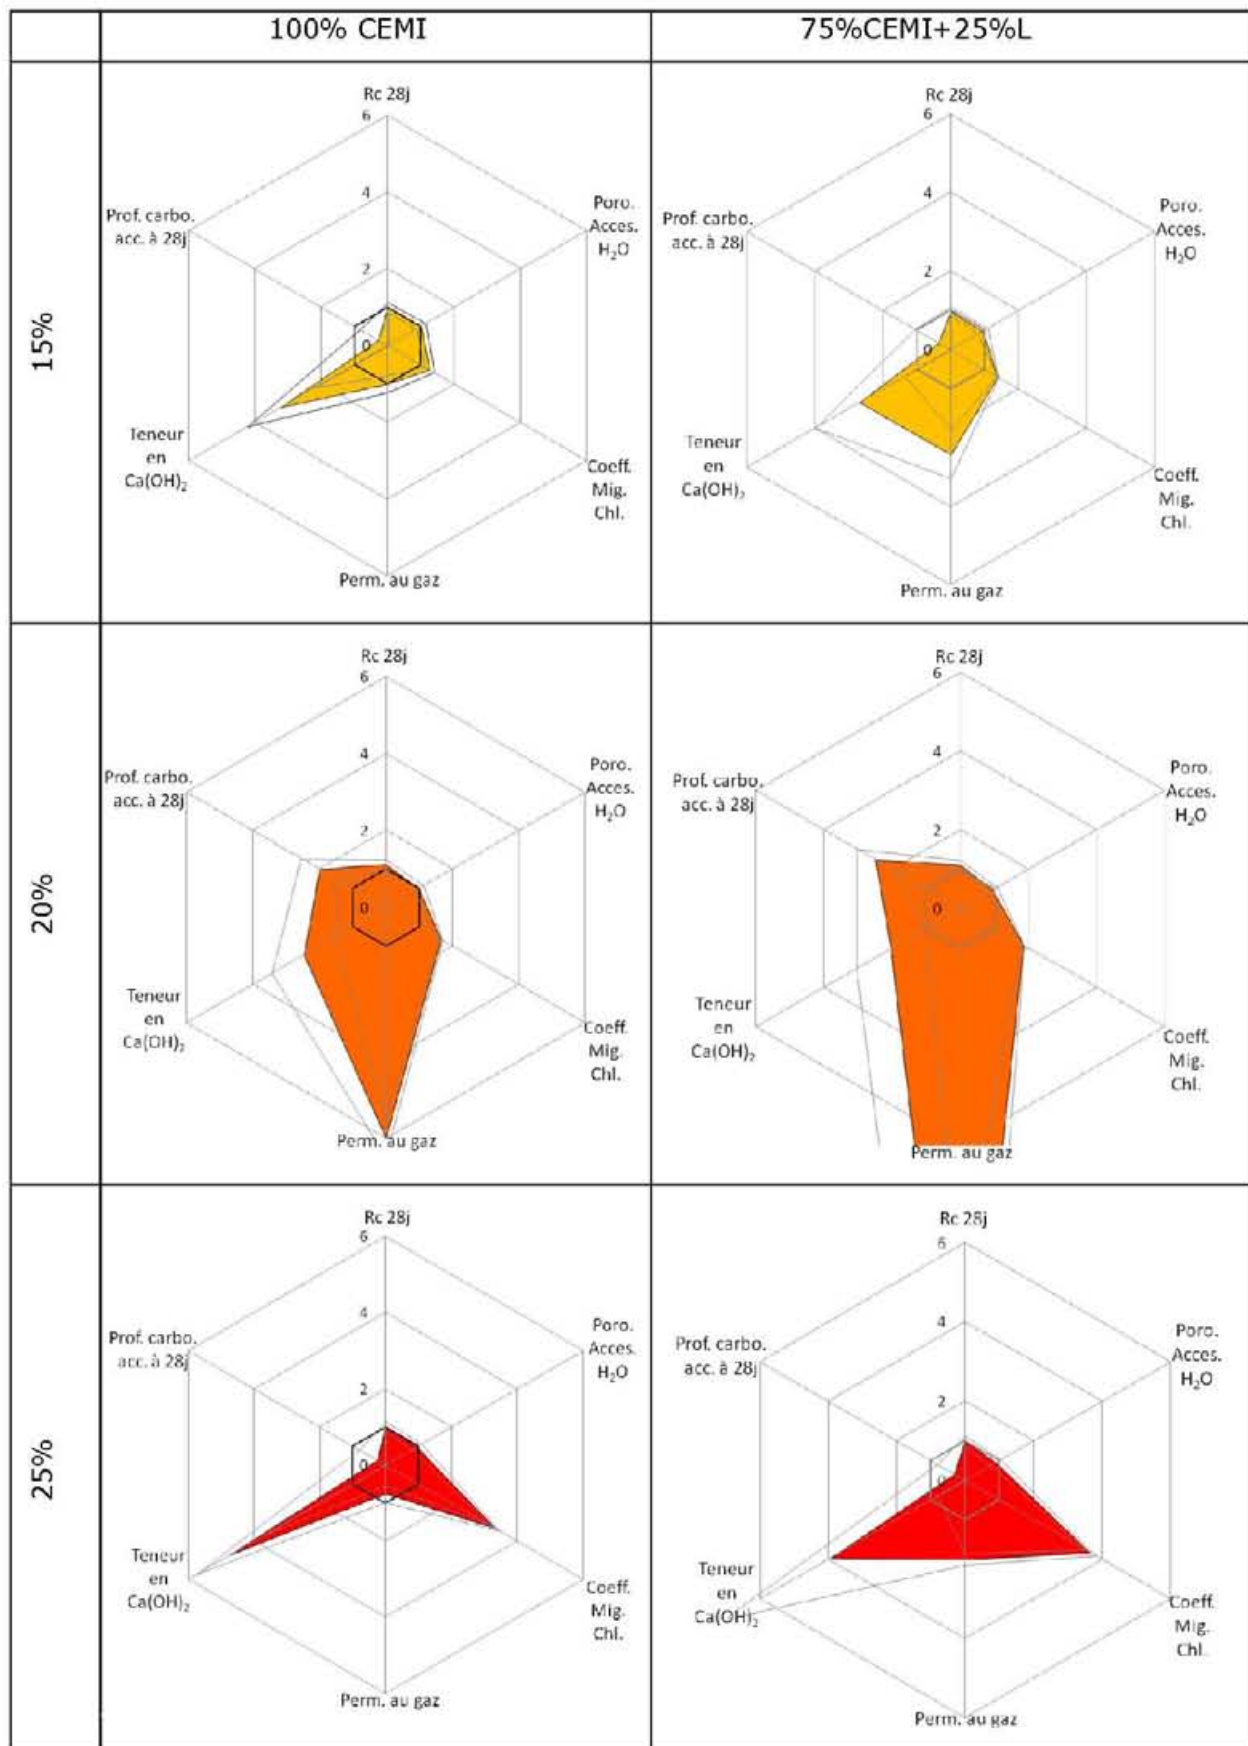 100% CEMI
75%CEMI+25%L
15%
Rc 28j
6
4
2
0
Poro.
Acces.
H₂O
Coeff.
Mig.
Chl.
Perm. au gaz
Teneur
en
Ca(OH)₂
Prof. carbo.
acc. à 28j
Rc 28j
6
4
2
0
Poro.
Acces.
H₂O
Coeff.
Mig.
Chl.
Perm. au gaz
Teneur
en
Ca(OH)₂
Prof. carbo.
acc. à 28j
20%
Rc 28j
6
4
2
0
Poro.
Acces.
H₂O
Coeff.
Mig.
Chl.
Perm. au gaz
Teneur
en
Ca(OH)₂
Prof. carbo.
acc. à 28j
Rc 28j
6
4
2
0
Poro.
Acces.
H₂O
Coeff.
Mig.
Chl.
Perm. au gaz
Teneur
en
Ca(OH)₂
Prof. carbo.
acc. à 28j
25%
Rc 28j
6
4
2
0
Poro.
Acces.
H₂O
Coeff.
Mig.
Chl.
Perm. au gaz
Teneur
en
Ca(OH)₂
Prof. carbo.
acc. à 28j
Rc 28j
6
4
2
0
Poro.
Acces.
H₂O
Coeff.
Mig.
Chl.
Perm. au gaz
Teneur
en
Ca(OH)₂
Prof. carbo.
acc. à 28j